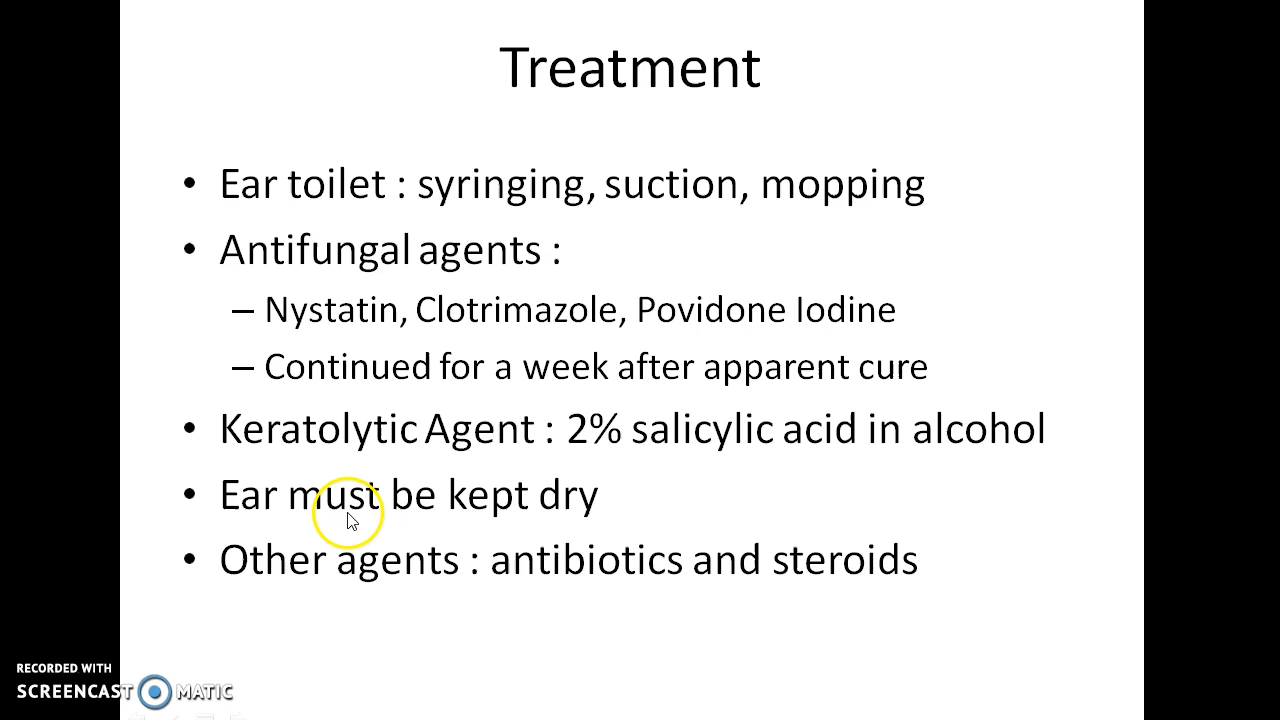 Treatment
• Ear toilet : syringing, suction, mopping
• Antifungal agents :
– Nystatin, Clotrimazole, Povidone Iodine
– Continued for a week after apparent cure
• Keratolytic Agent : 2% salicylic acid in alcohol
• Ear must be kept dry
• Other agents : antibiotics and steroids
RECORDED WITH
SCREENCAST MATIC